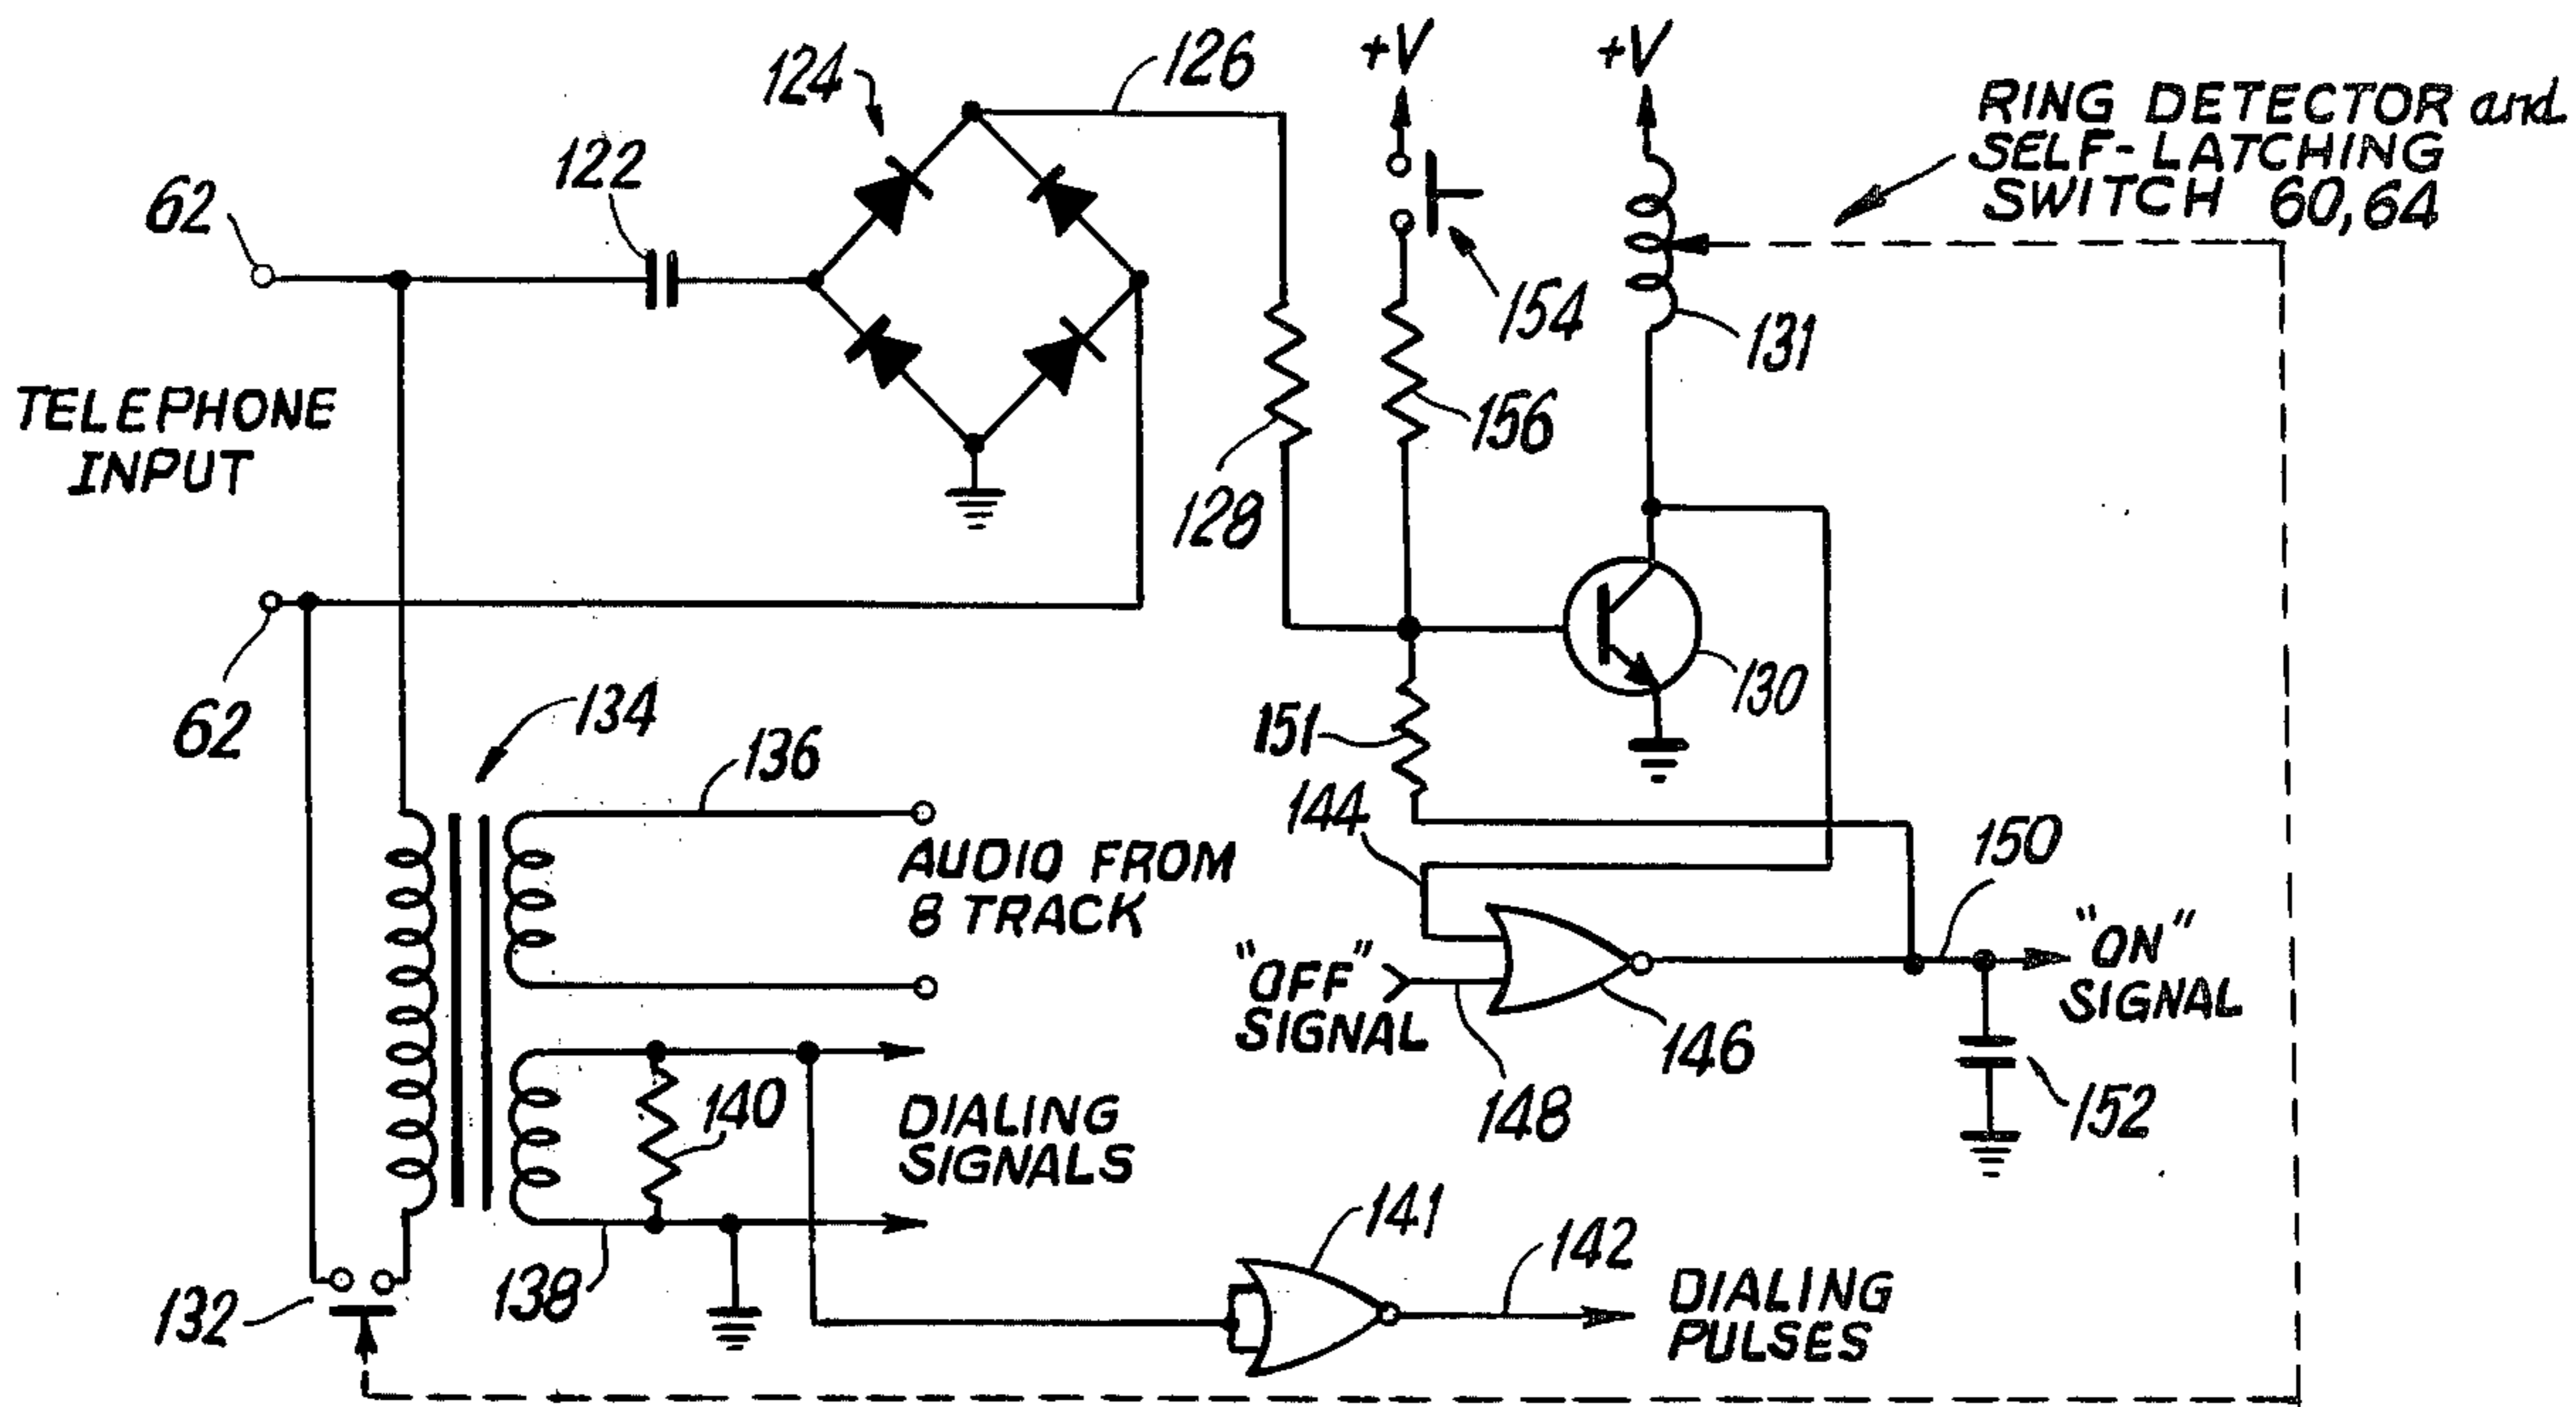 +V
+V
124
126
RING DETECTOR and
SELF-LATCHING
SWITCH 60,64
122
62
154
131
TELEPHONE
INPUT
156
128
62
134
130
151
136
144
AUDIO FROM
8 TRACK
150
"ON"
SIGNAL
"OFF"
SIGNAL
146
148
152
140
DIALING
SIGNALS
138
132
141
142
DIALING
PULSES